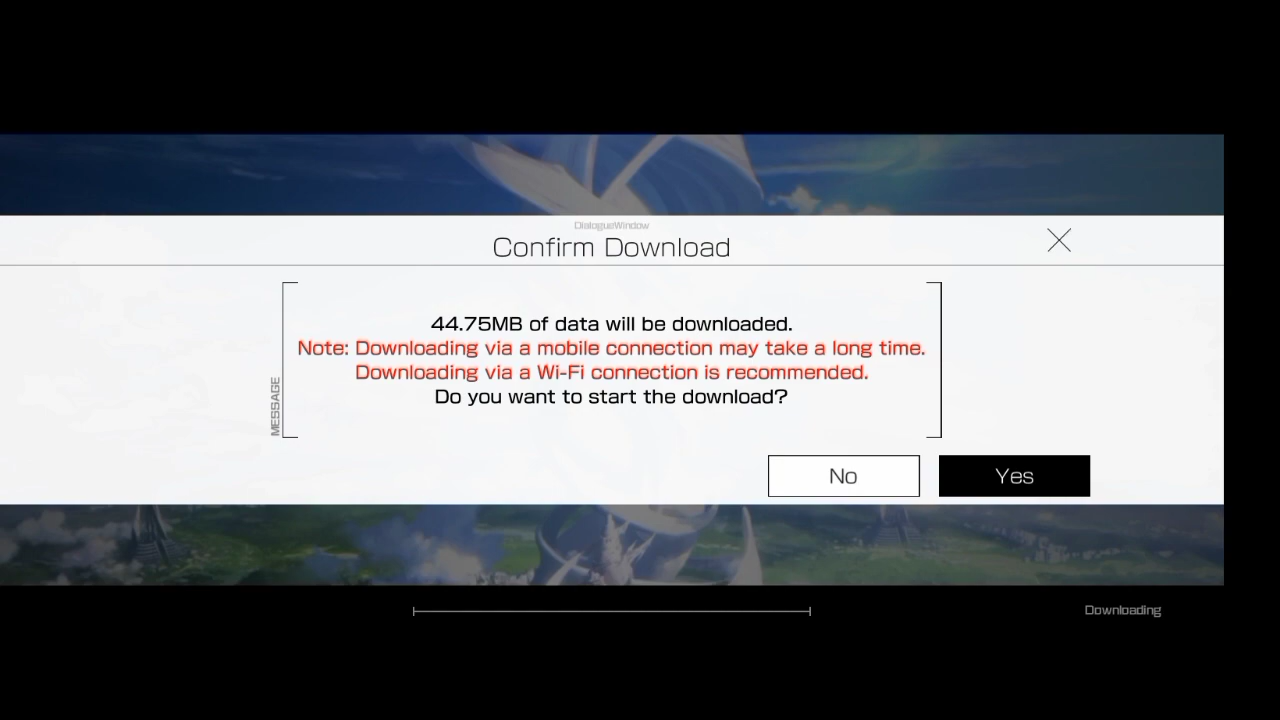 DialogueWindow
Confirm Download
44.75MB of data will be downloaded.
Note: Downloading via a mobile connection may take a long time.
Downloading via a Wi-Fi connection is recommended.
Do you want to start the download?
MESSAGE
No
Yes
Downloading